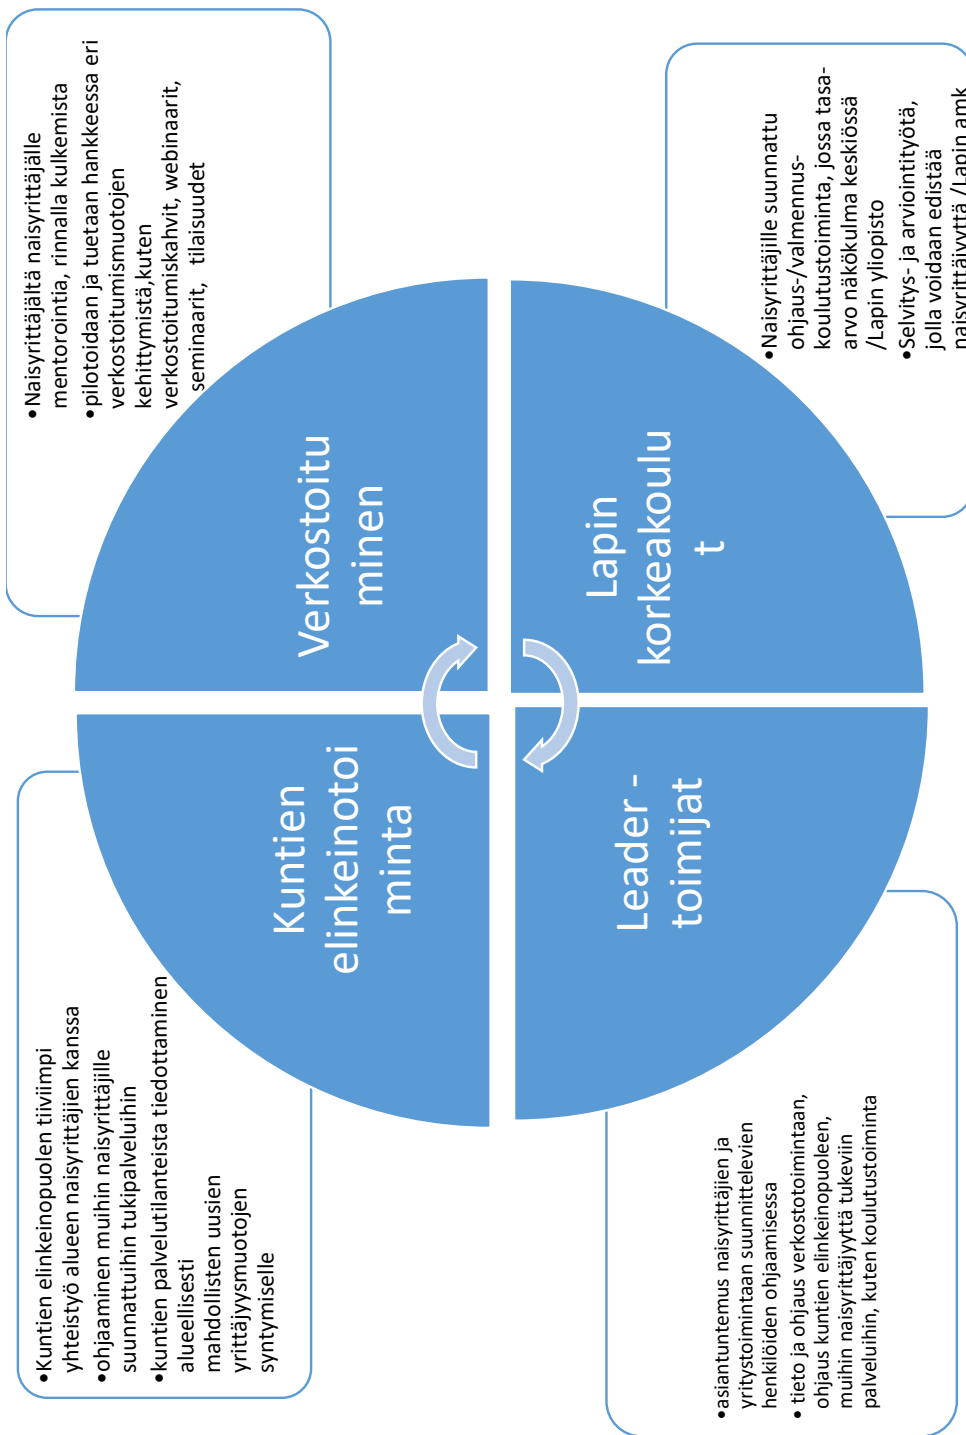 •Kuntien elinkeinopuolen tiiviimpi
yhteistyö alueen naisyrittäjien kanssa
•ohjaaminen muihin naisyrittäjille
suunnattuihin tukipalveluihin
•kuntien palvelutilanteista tiedottaminen
alueellisesti
mahdollisten uusien
yrittäjyysmuotojen
syntymiselle
•Naisyrittäjältä naisyrittäjälle
mentorointia, rinnalla kulkemista
•pilotoidaan ja tuetaan hankkeessa eri
verkostoitumismuotojen
kehittymistä,kuten
verkostoitumiskahvit, webinaarit,
seminaarit, tilaisuudet
Kuntien
elinkeinotoi
minta
Verkostoitu
minen
Leader -
toimijat
Lapin
korkeakoulu
t
•asiantuntemus naisyrittäjien ja
yritystoimintaan suunnittelevien
henkilöiden ohjaamisessa
• tieto ja ohjaus verkostotoimintaan,
ohjaus kuntien elinkeinopuoleen,
muihin naisyrittäjyyttä tukeviin
palveluihin, kuten koulutustoiminta
•Naisyrittäjille suunnattu
ohjaus-/valmennus-
koulutustoiminta, jossa tasa-
arvo näkökulma keskiössä
/Lapin yliopisto
•Selvitys- ja arviointityötä,
jolla voidaan edistää
naisyrittäjyyttä /Lapin amk